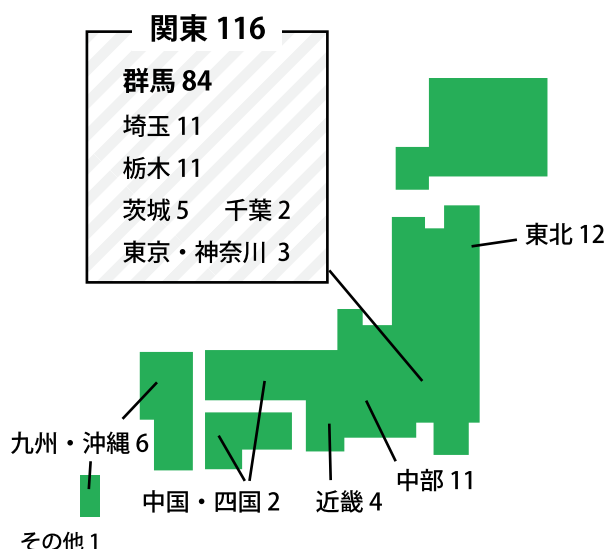 関東 116
群馬 84
埼玉 11
栃木 11
茨城 5 千葉 2
東京・神奈川 3
東北 12
九州・沖縄 6
中国・四国 2
近畿 4
中部 11
その他 1